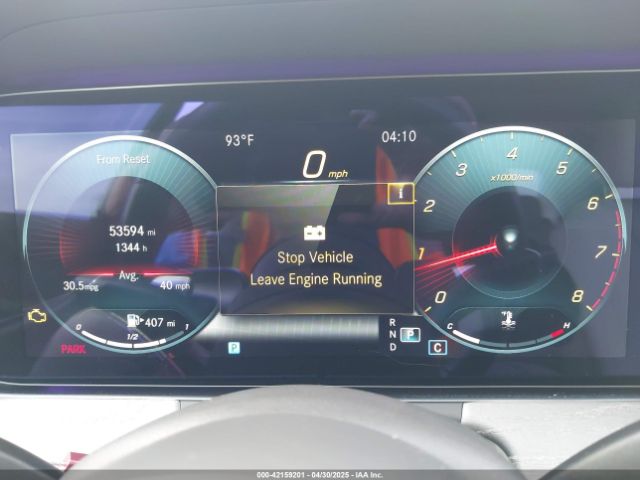 93°F
04:10
From Reset
0 mph
53594 mi
1344 h
Avg.
30.5mpg
40 mph
407 mi
0
1/2
1
PARK
P
i
Stop Vehicle
Leave Engine Running
R
N P
D
C
x1000/min
0
1
2
3
4
5
6
7
8
C
H
000-42159201 - 04/30/2025 - IAA Inc.